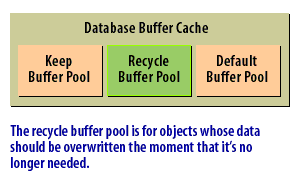 Database Buffer Cache
Keep Recycle Default
Buffer Pool Buffer Pool Buffer Pool
The recycle buffer pool is for objects whose data
should be overwritten the moment that it's no
longer needed.